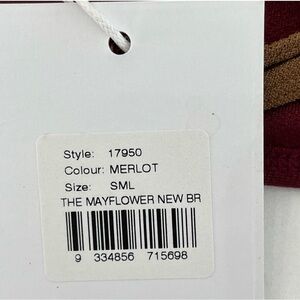 Style: 17950
Colour: MERLOT
Size: SML
THE MAYFLOWER NEW BR
9 334856 715698